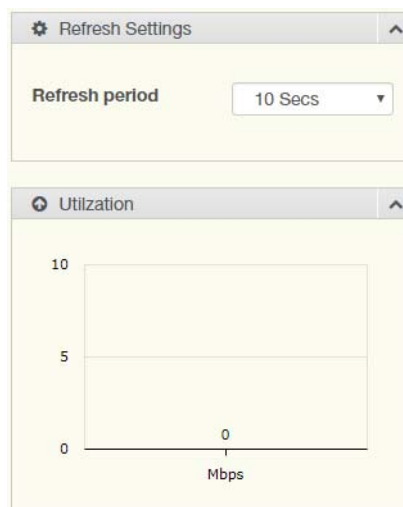 Refresh Settings
Refresh period
10 Secs
Utilzation
10
5
0
0
Mbps